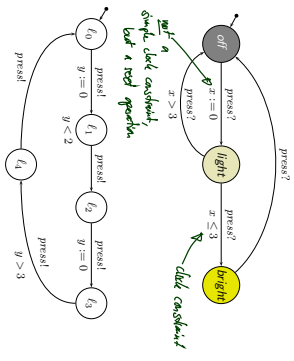 off
light
bright
press?
x := 0
press?
x > 3
press?
x ≤ 3
press?
not a
simple clock constraint,
but a reset operation
clock constraint
ℓ0
ℓ1
ℓ2
ℓ3
ℓ4
press!
y := 0
press!
y < 2
press!
y := 0
press!
y > 3
press!